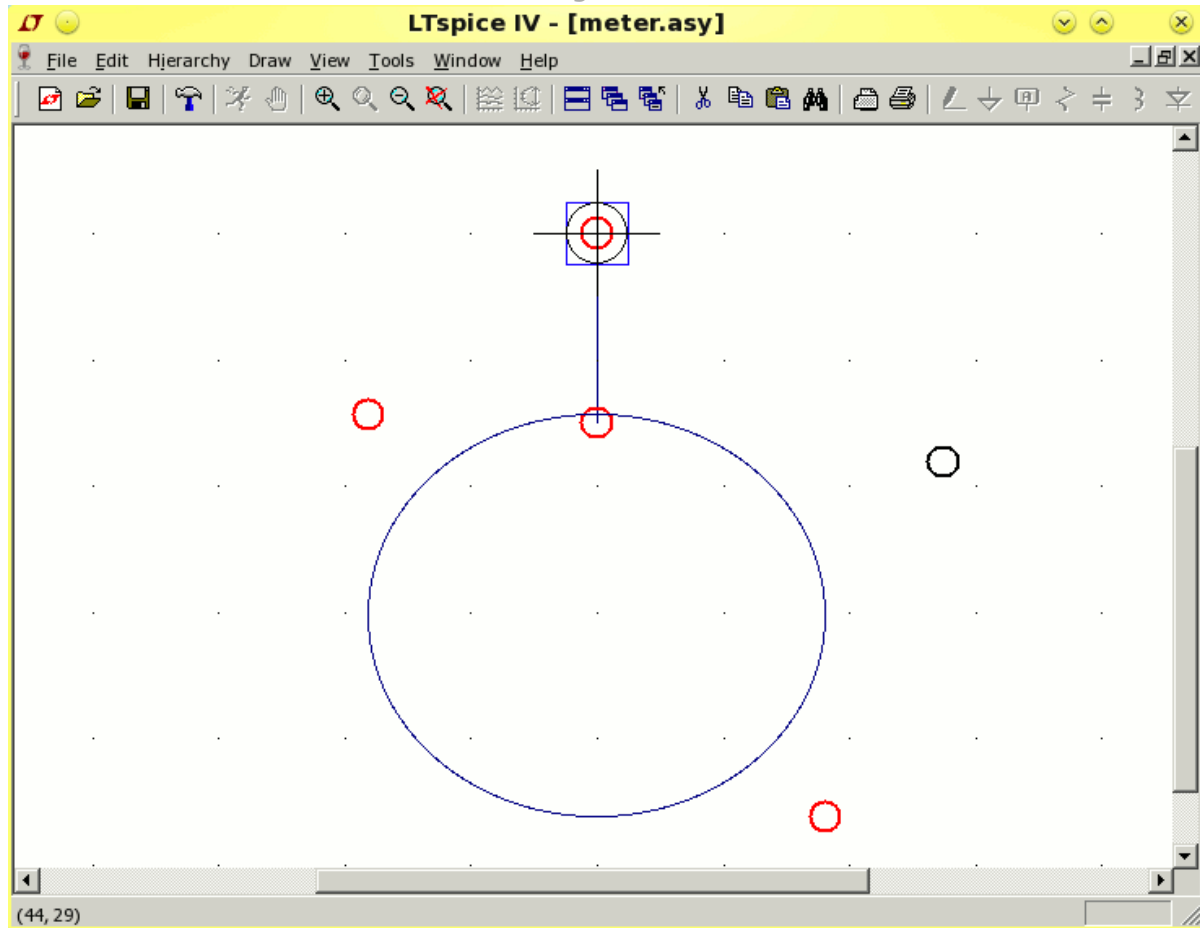 LTspice IV - [meter.asy]
File Edit Hierarchy Draw View Tools Window Help
(44, 29)